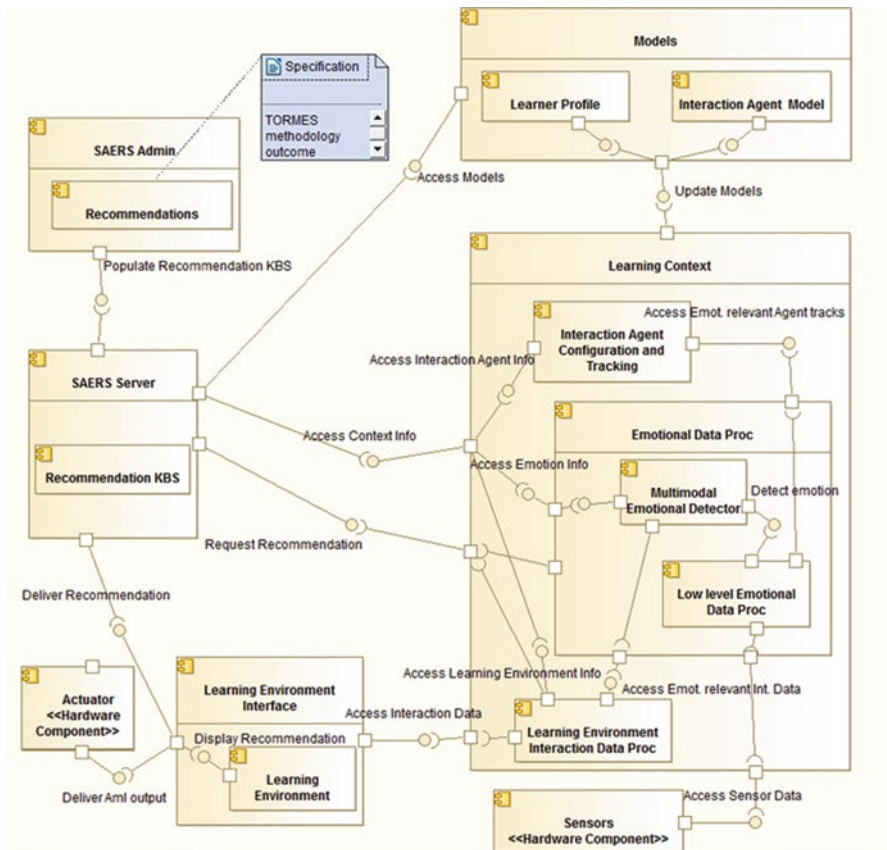 Models
Specification
Learner Profile
Interaction Agent Model
TORMES
methodology
outcome
SAERS Admin
Access Models
Update Models
Recommendations
Populate Recommendation KBS
Learning Context
Access Emot. relevant Agent tracks
Interaction Agent
Configuration and
Tracking
Access Interaction Agent Info
SAERS Server
Access Context Info
Emotional Data Proc
Access Emotion Info
Recommendation KBS
Multimodal
Emotional Detector
Detect emotion
Request Recommendation
Deliver Recommendation
Low level Emotional
Data Proc
Access Learning Environment Info
Actuator
<<Hardware
Component>>
Learning Environment
Interface
Access Emot. relevant Int. Data
Access Interaction Data
Display Recommendation
Learning Environment
Interaction Data Proc
Learning
Environment
Deliver AmI output
Access Sensor Data
Sensors
<<Hardware Component>>